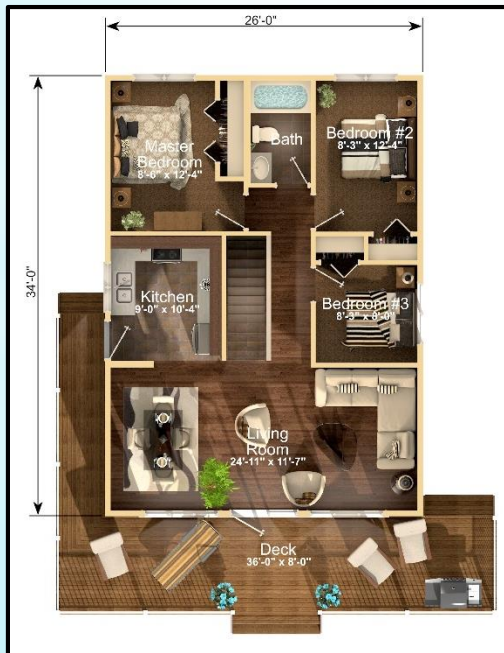 26'-0"
34'-0"
Master
Bedroom
8'-6" x 12'-4"
Bath
Bedroom #2
8'-3" x 12'-4"
Kitchen
9'-0" x 10'-4"
Bedroom #3
8'-3" x 8'-0"
Living
Room
24'-11" x 11'-7"
Deck
36'-0" x 8'-0"